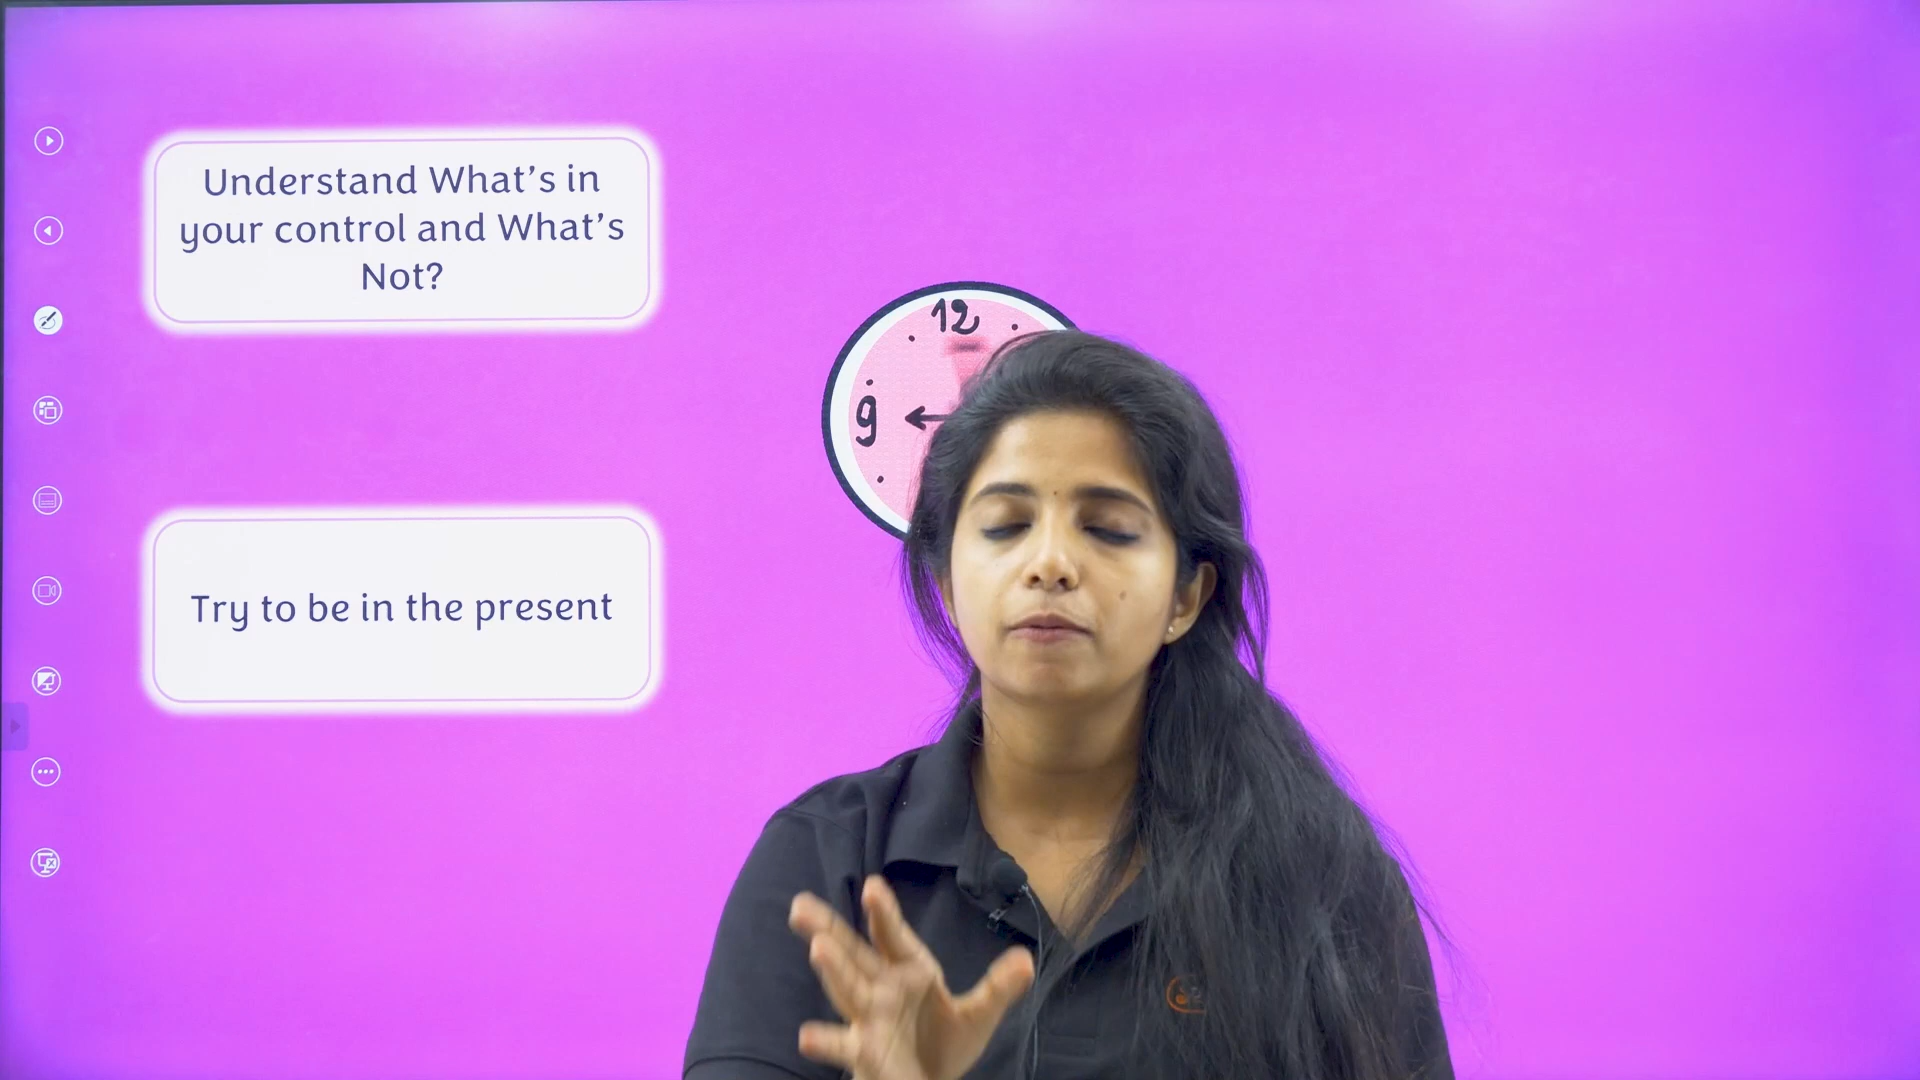 Understand What's in
your control and What's
Not?
12
9
Try to be in the present